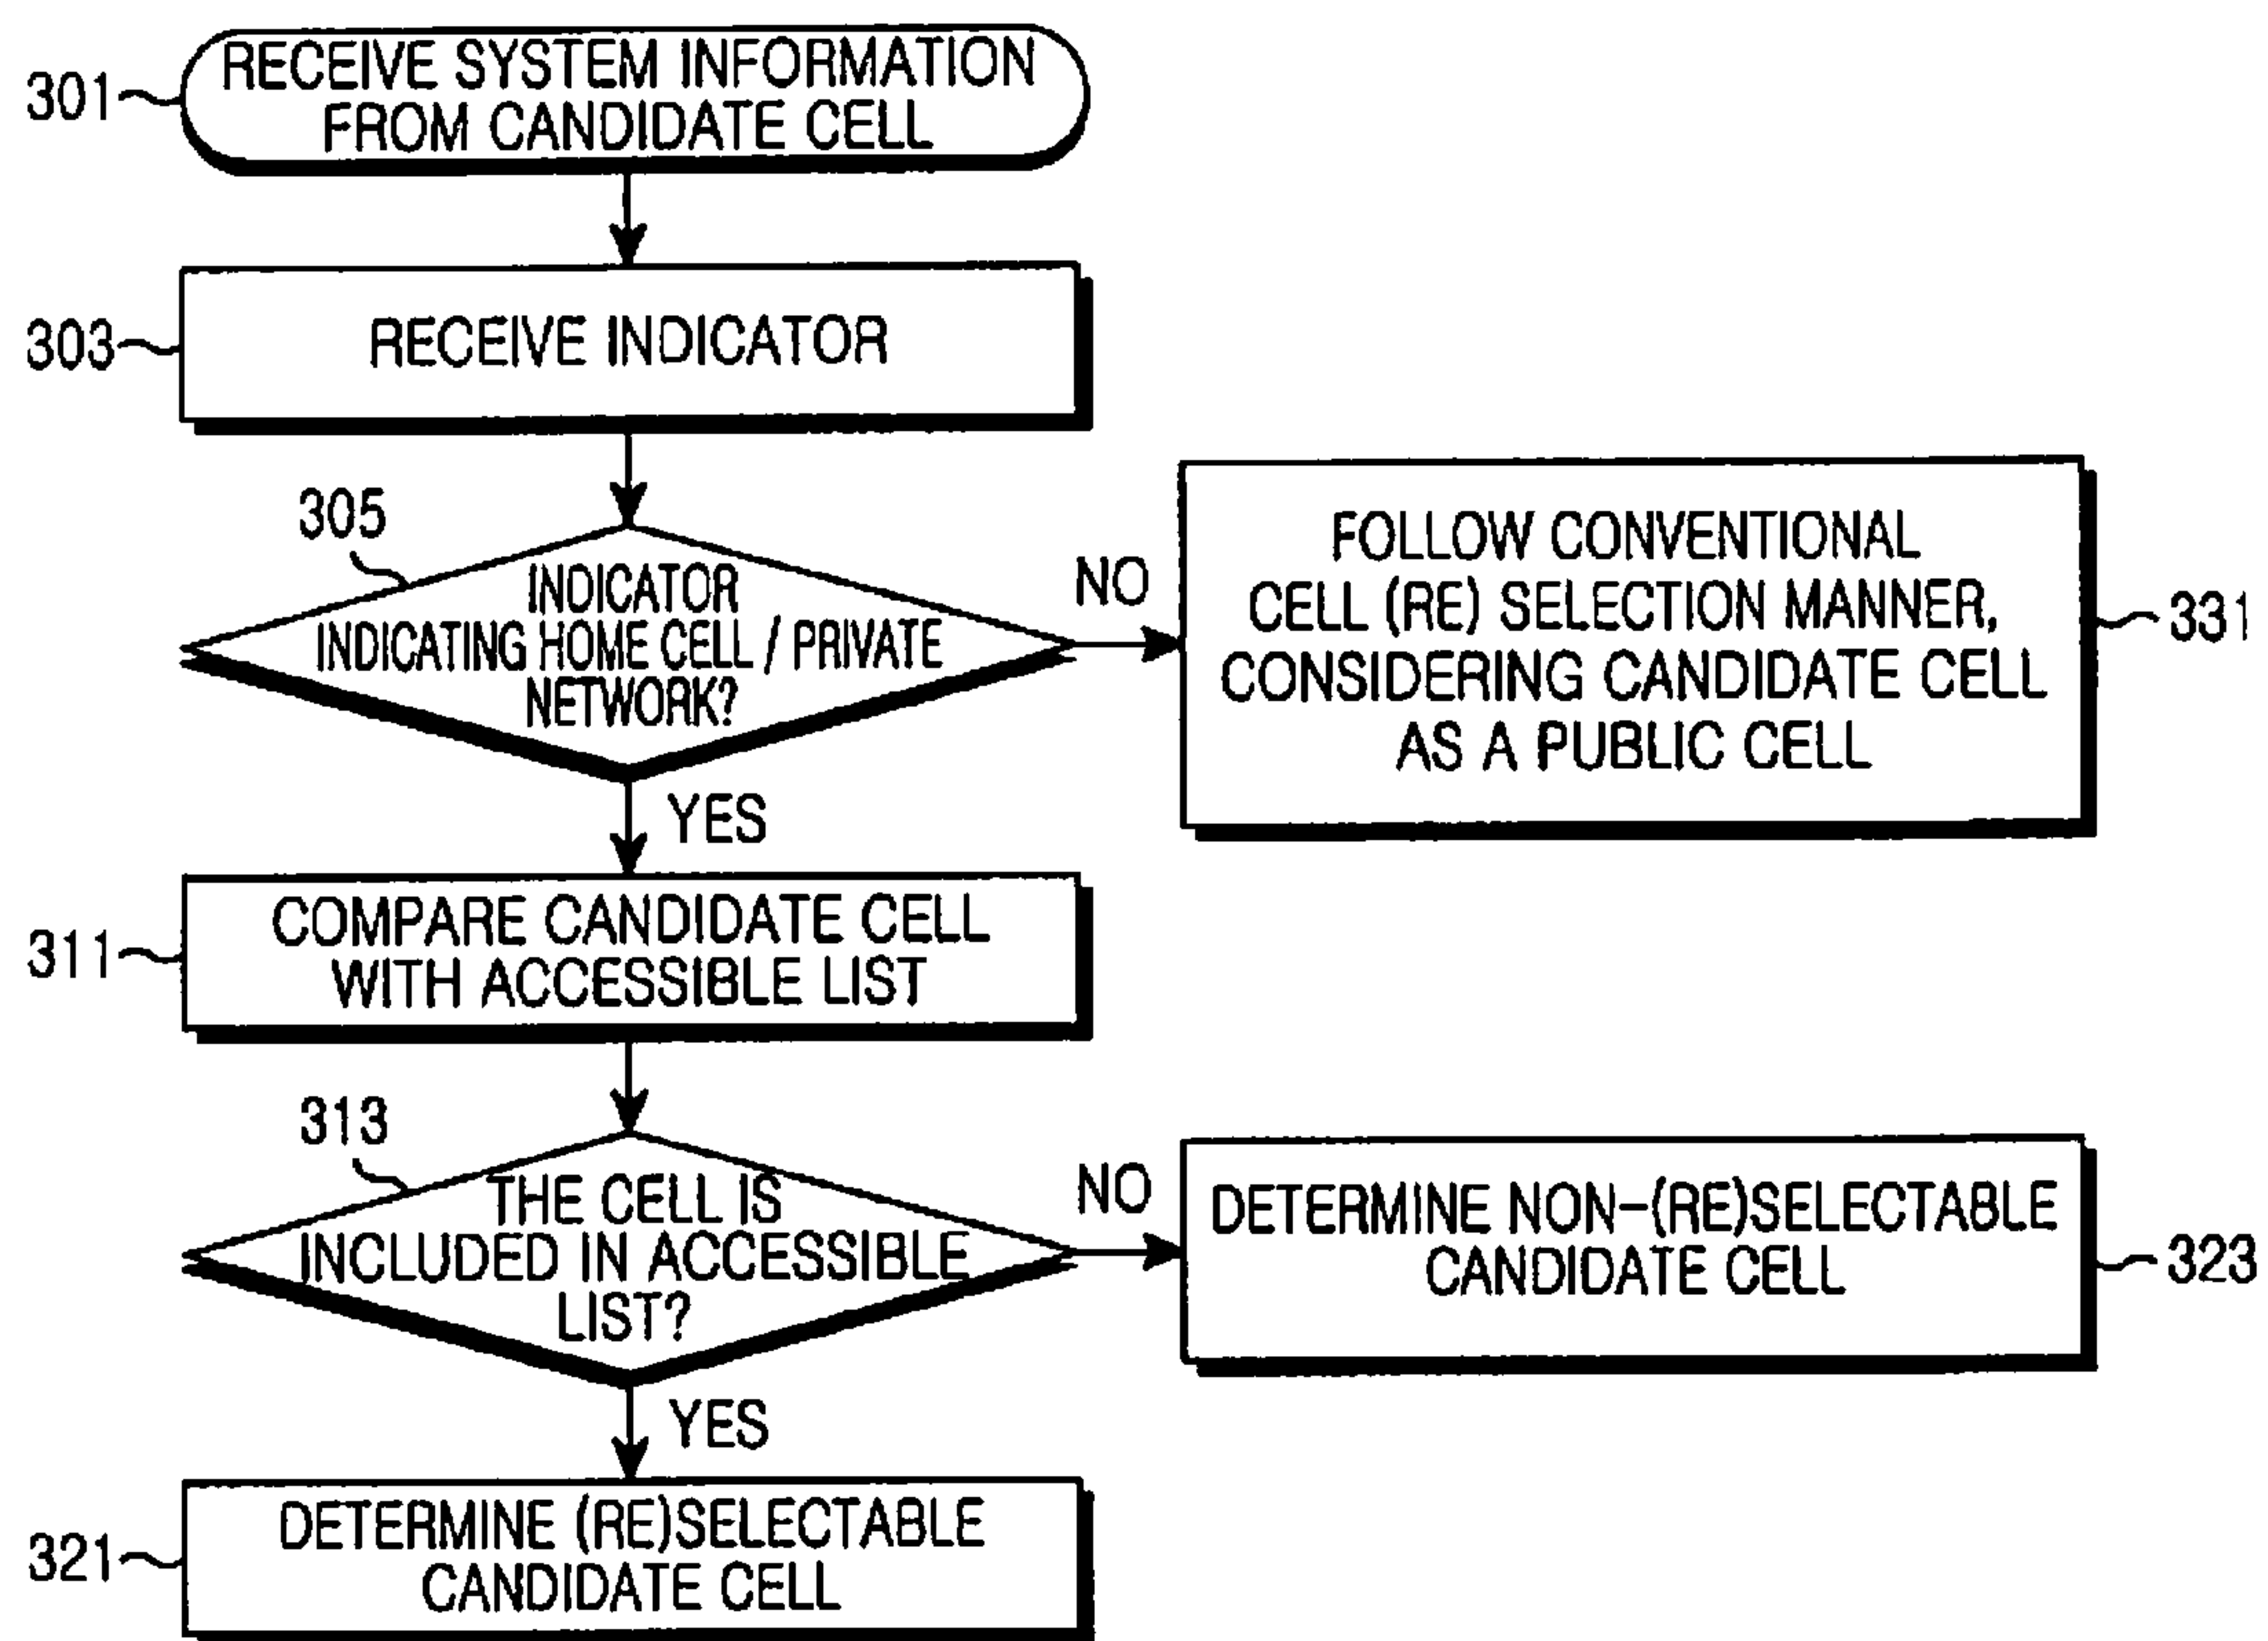 301
RECEIVE SYSTEM INFORMATION
FROM CANDIDATE CELL
303
RECEIVE INDICATOR
305
INDICATOR
INDICATING HOME CELL / PRIVATE
NETWORK?
NO
FOLLOW CONVENTIONAL
CELL (RE) SELECTION MANNER,
CONSIDERING CANDIDATE CELL
AS A PUBLIC CELL
331
YES
311
COMPARE CANDIDATE CELL
WITH ACCESSIBLE LIST
313
THE CELL IS
INCLUDED IN ACCESSIBLE
LIST?
NO
DETERMINE NON-(RE)SELECTABLE
CANDIDATE CELL
323
YES
321
DETERMINE (RE)SELECTABLE
CANDIDATE CELL